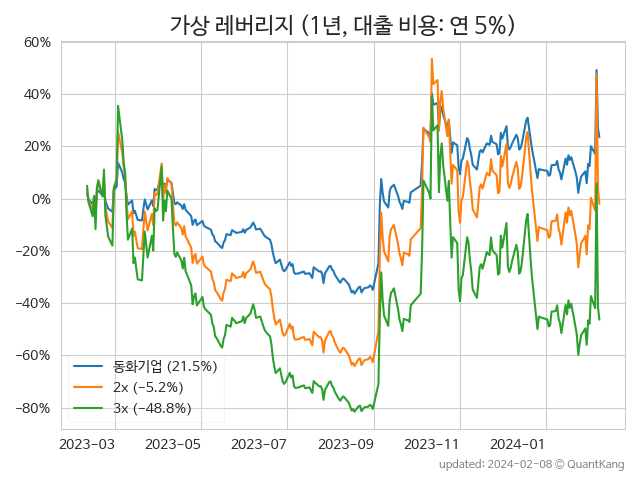 가상 레버리지 (1년, 대출 비용: 연 5%)
60%
40%
20%
0%
−20%
−40%
−60%
−80%
동화기업 (21.5%)
2x (−5.2%)
3x (−48.8%)
2023-03
2023-05
2023-07
2023-09
2023-11
2024-01
updated: 2024-02-08 © QuantKang